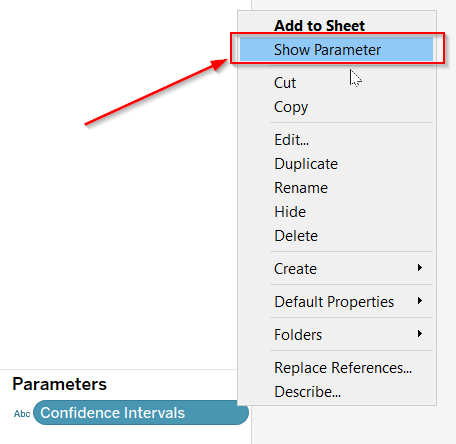 Add to Sheet
Show Parameter
Cut
Copy
Edit...
Duplicate
Rename
Hide
Delete
Create
Default Properties
Folders
Replace References...
Describe...
Parameters
Abc Confidence Intervals